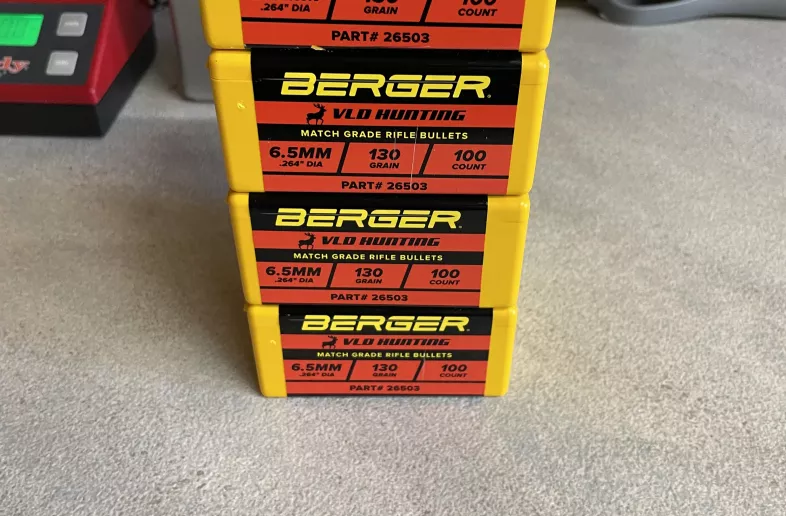 .264" DIA GRAIN COUNT
PART# 26503
BERGER
VLD HUNTING
MATCH GRADE RIFLE BULLETS
6.5MM 130 100
.264" DIA GRAIN COUNT
PART# 26503
BERGER
VLD HUNTING
MATCH GRADE RIFLE BULLETS
6.5MM 130 100
.264" DIA GRAIN COUNT
PART# 26503
BERGER
VLD HUNTING
MATCH GRADE RIFLE BULLETS
6.5MM 130 100
.264" DIA GRAIN COUNT
PART# 26503